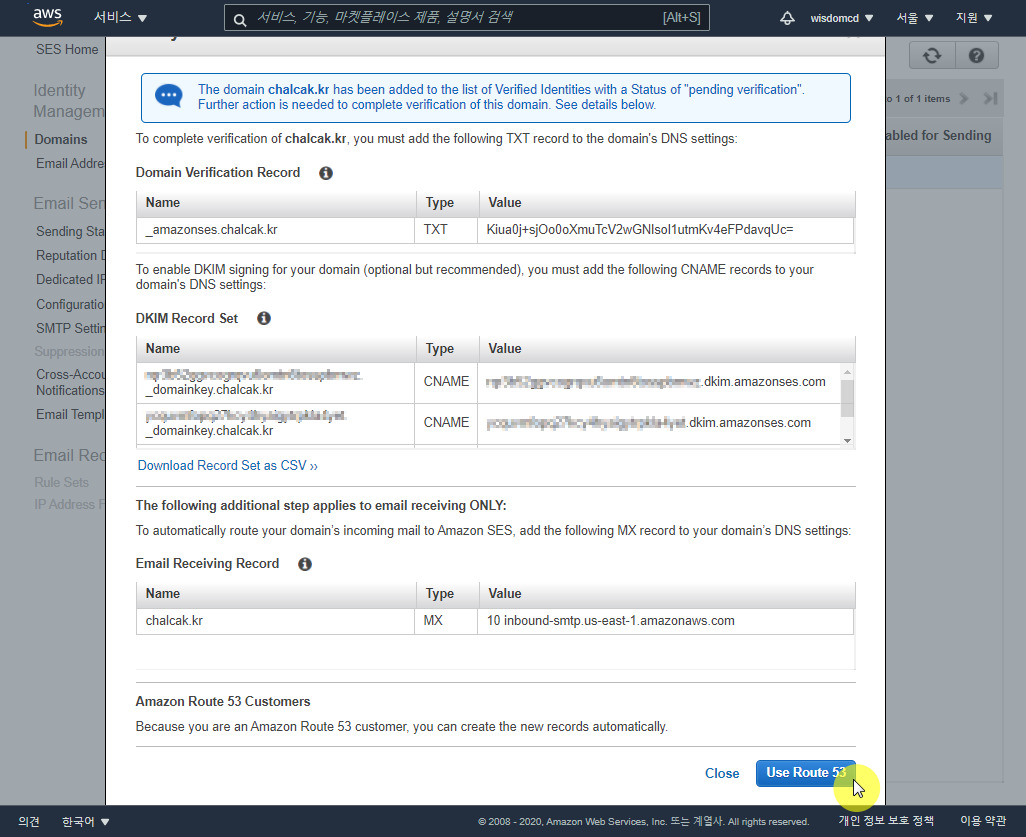 aws
서비스
서비스, 기능, 마켓플레이스 제품, 설명서 검색
[Alt+S]
wisdomcd
서울
지원
SES Home
Identity
Managem
Domains
Email Addre
Email Sen
Sending Sta
Reputation D
Dedicated IP
Configuratio
SMTP Settin
Suppression
Cross-Accou
Notifications
Email Templ
Email Rec
Rule Sets
IP Address F
o 1 of 1 items
abled for Sending
The domain chalcak.kr has been added to the list of Verified Identities with a Status of "pending verification".
Further action is needed to complete verification of this domain. See details below.
To complete verification of chalcak.kr, you must add the following TXT record to the domain's DNS settings:
Domain Verification Record
Name Type Value
_amazonses.chalcak.kr TXT Kiua0j+sjOo0oXmuTcV2wGNIsoI1utmKv4eFPdavqUc=
To enable DKIM signing for your domain (optional but recommended), you must add the following CNAME records to your
domain's DNS settings:
DKIM Record Set
Name Type Value
_domainkey.chalcak.kr CNAME .dkim.amazonses.com
_domainkey.chalcak.kr CNAME .dkim.amazonses.com
Download Record Set as CSV ››
The following additional step applies to email receiving ONLY:
To automatically route your domain's incoming mail to Amazon SES, add the following MX record to your domain's DNS settings:
Email Receiving Record
Name Type Value
chalcak.kr MX 10 inbound-smtp.us-east-1.amazonaws.com
Amazon Route 53 Customers
Because you are an Amazon Route 53 customer, you can create the new records automatically.
Close
Use Route 53
의견
한국어
© 2008 - 2020, Amazon Web Services, Inc. 또는 계열사. All rights reserved.
개인 정보 보호 정책
이용 약관